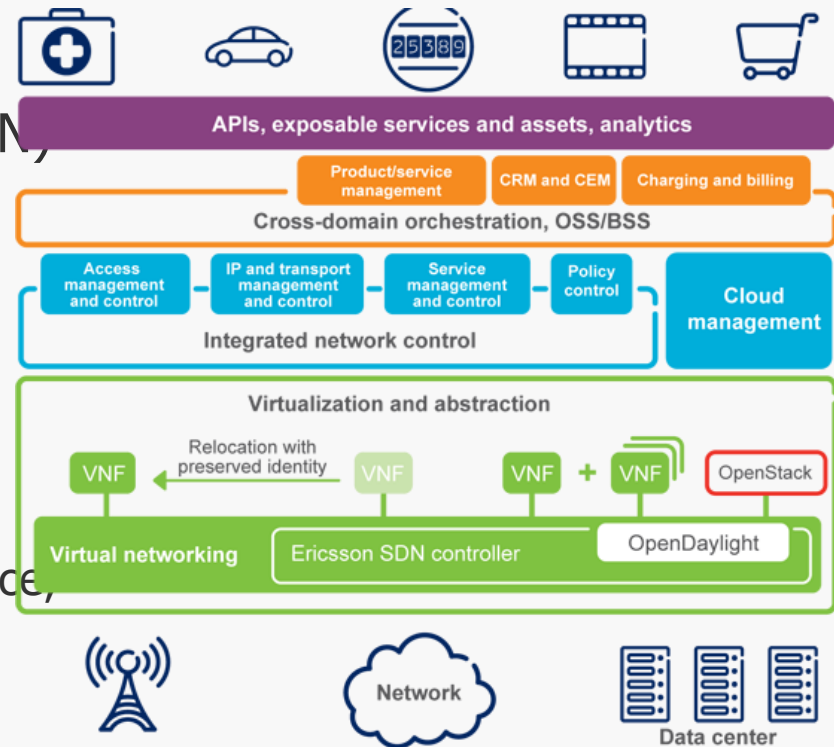 25389
N)
APIs, exposable services and assets, analytics
Product/service
management
CRM and CEM
Charging and billing
Cross-domain orchestration, OSS/BSS
Access
management
and control
IP and transport
management
and control
Service
management
and control
Policy
control
Cloud
management
Integrated network control
Virtualization and abstraction
VNF
Relocation with
preserved identity
VNF
VNF
+
VNF
OpenStack
Virtual networking
Ericsson SDN controller
OpenDaylight
ce,
Network
Data center